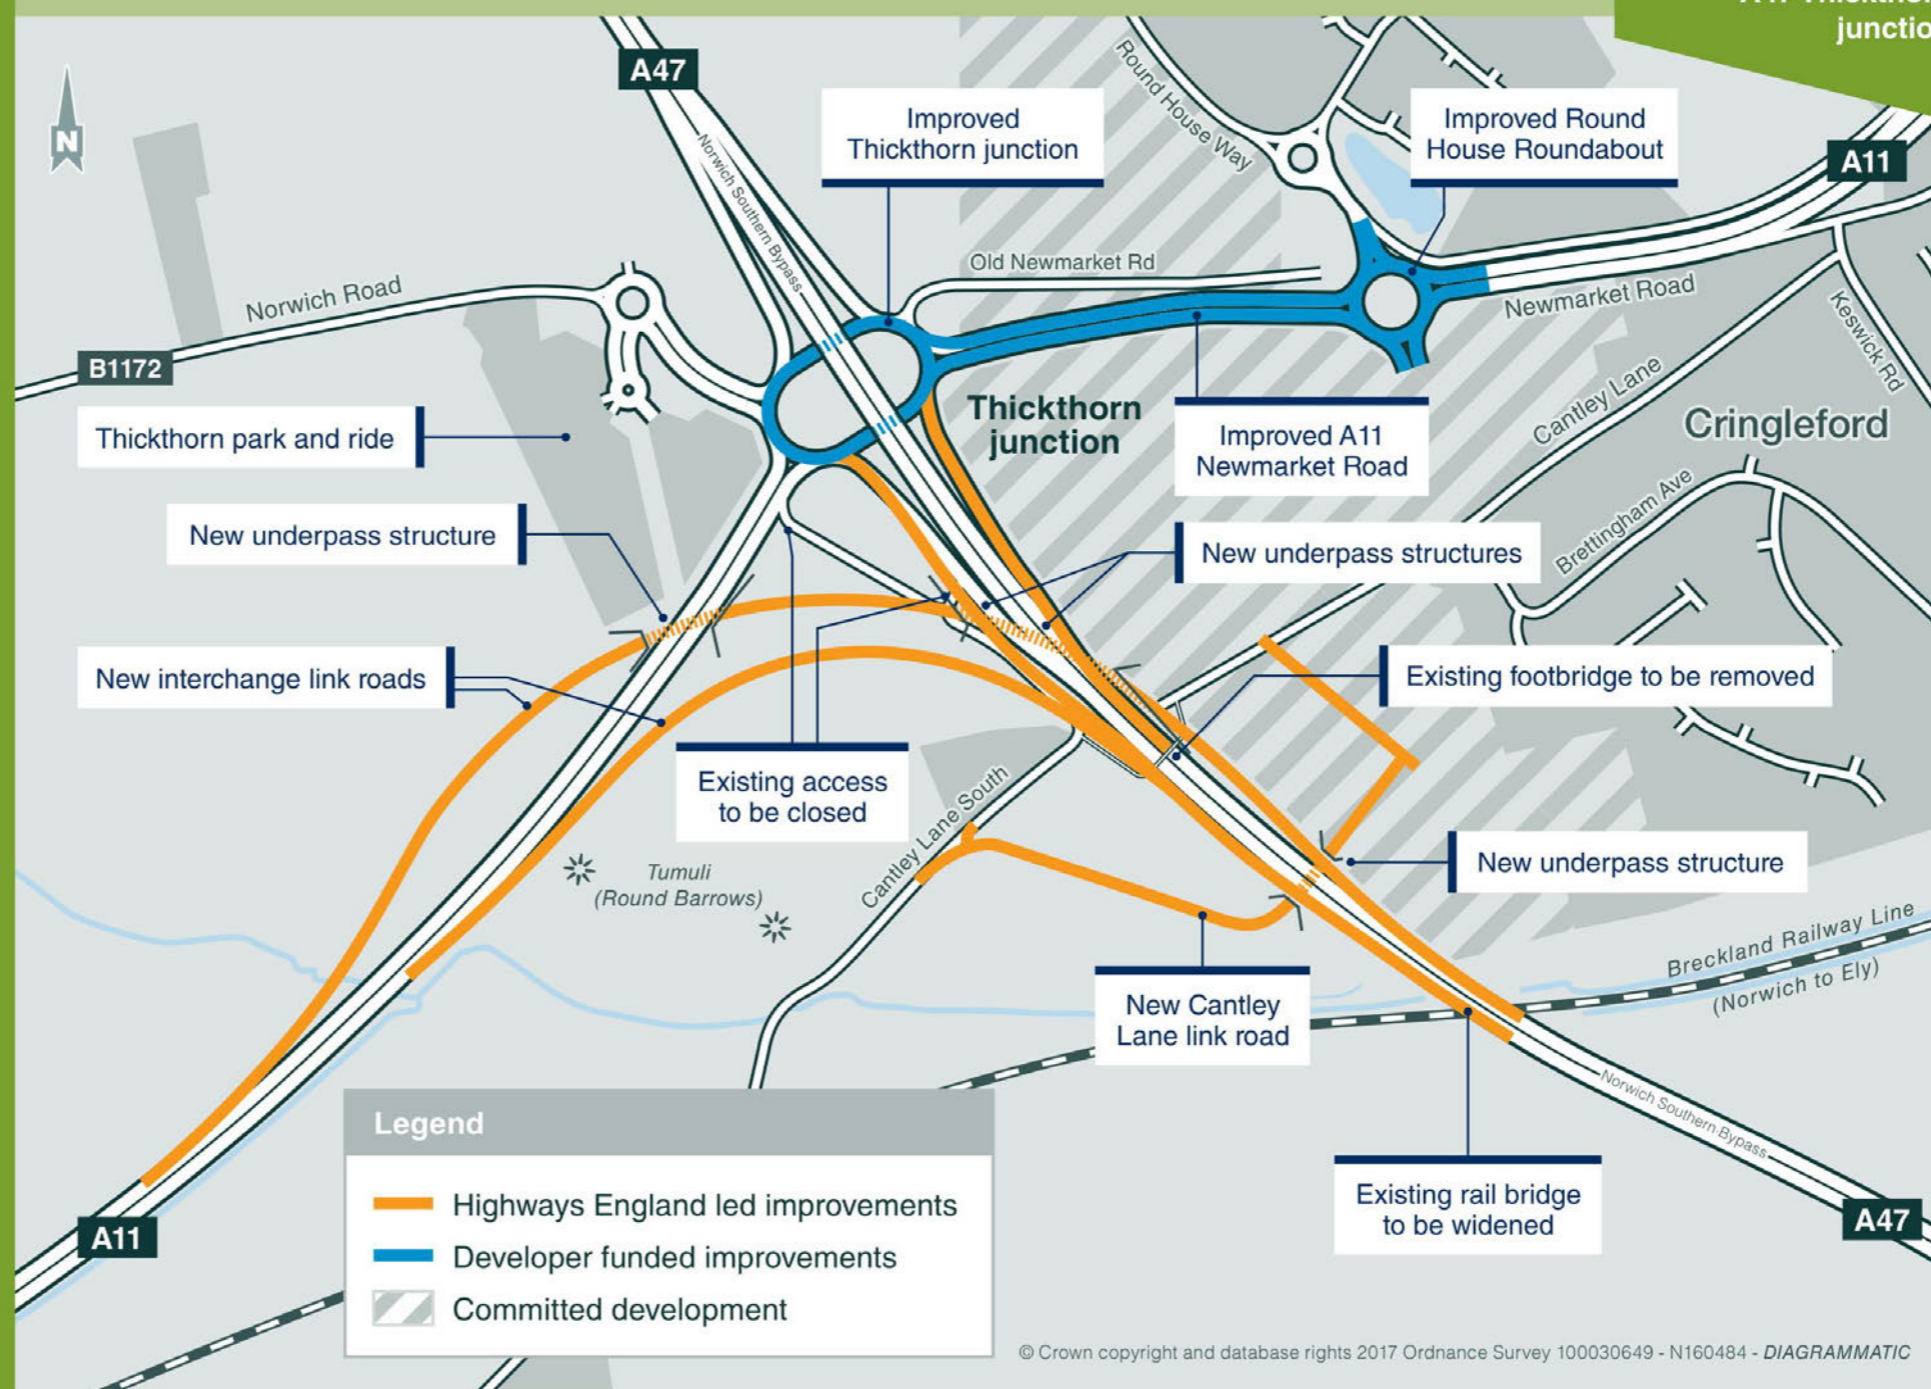 junctio
A47
N
Improved
Thickthorn junction
Round House Way
Improved Round
House Roundabout
A11
Norwich Southern Bypass
Old Newmarket Rd
Norwich Road
Newmarket Road
Keswick Rd
B1172
Thickthorn
junction
Cantley Lane
Cringleford
Thickthorn park and ride
Improved A11
Newmarket Road
Brettingham Ave
New underpass structure
New underpass structures
New interchange link roads
Existing footbridge to be removed
Existing access
to be closed
Cantley Lane South
Tumuli
(Round Barrows)
New underpass structure
Breckland Railway Line
(Norwich to Ely)
New Cantley
Lane link road
Norwich Southern Bypass
Existing rail bridge
to be widened
A47
A11
Legend
Highways England led improvements
Developer funded improvements
Committed development
© Crown copyright and database rights 2017 Ordnance Survey 100030649 - N160484 - DIAGRAMMATIC